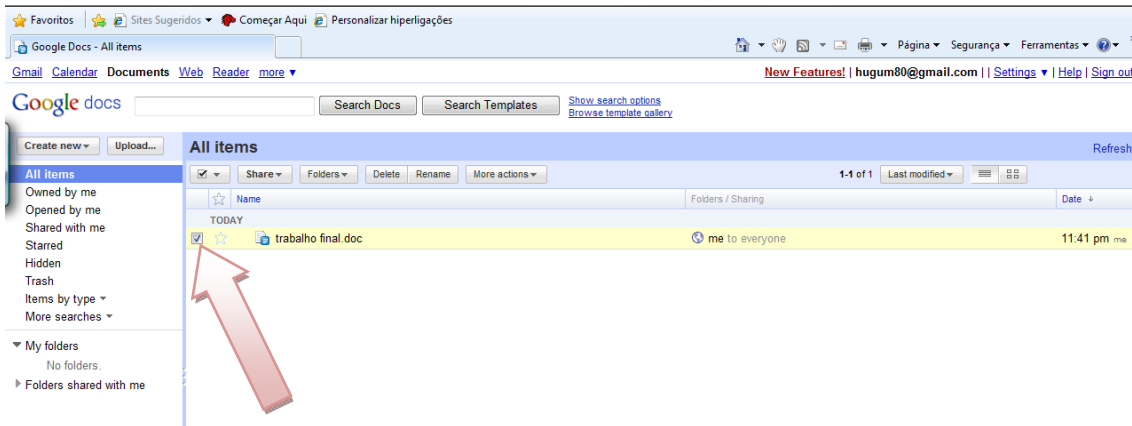 Favoritos Sites Sugeridos Começar Aqui Personalizar hiperligações
Google Docs - All items Página Segurança Ferramentas
Gmail Calendar Documents Web Reader more New Features! | hugum80@gmail.com | | Settings | Help | Sign out
Google docs Search Docs Search Templates Show search options
Browse template gallery
Create new Upload... All items Refresh
All items Share Folders Delete Rename More actions 1-1 of 1 Last modified
Owned by me Name Folders / Sharing Date
Opened by me
Shared with me TODAY
Starred trabalho final.doc me to everyone 11:41 pm me
Hidden
Trash
Items by type
More searches
My folders
No folders.
Folders shared with me